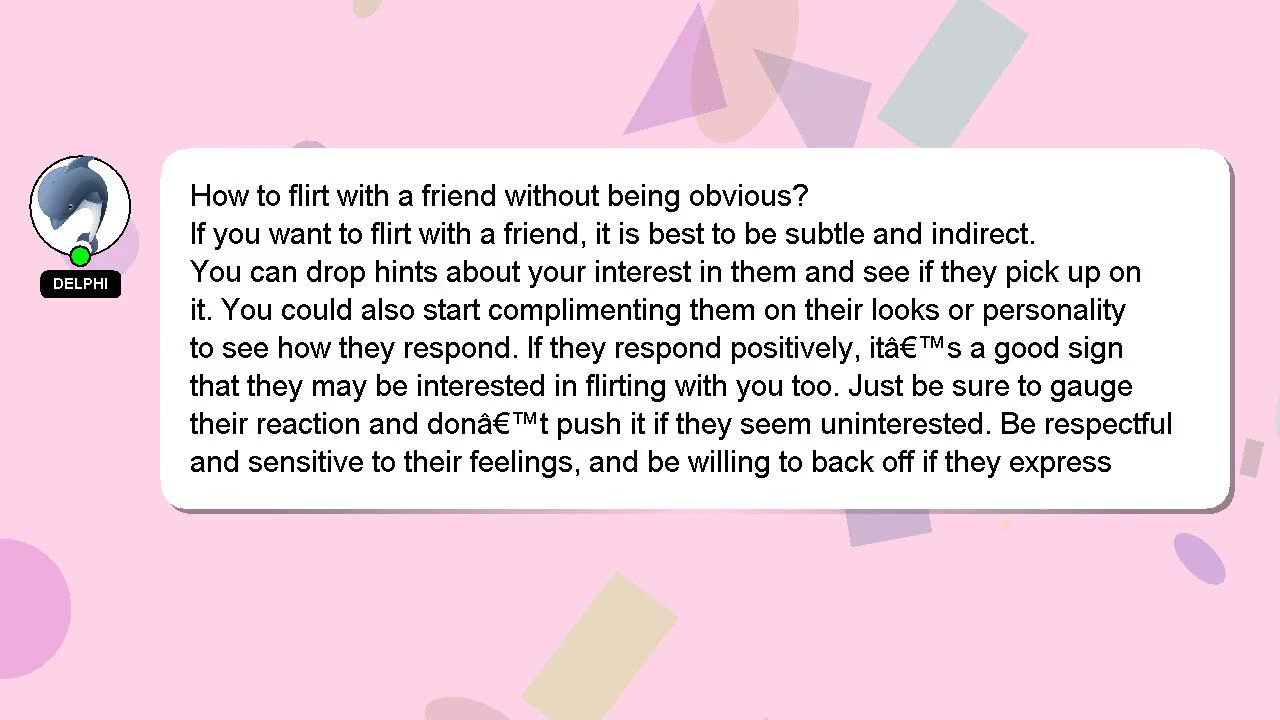 How to flirt with a friend without being obvious?
If you want to flirt with a friend, it is best to be subtle and indirect.
You can drop hints about your interest in them and see if they pick up on
it. You could also start complimenting them on their looks or personality
to see how they respond. If they respond positively, itâ€™s a good sign
that they may be interested in flirting with you too. Just be sure to gauge
their reaction and donâ€™t push it if they seem uninterested. Be respectful
and sensitive to their feelings, and be willing to back off if they express
DELPHI